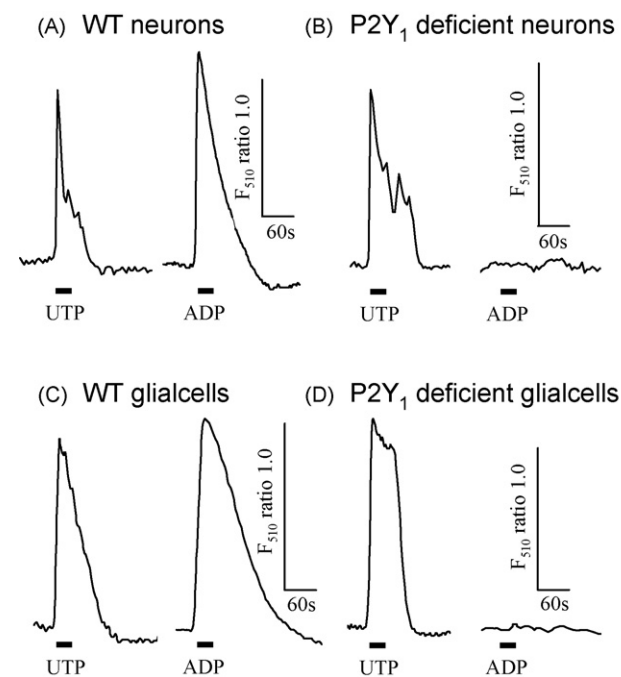 (A) WT neurons
(B) P2Y1 deficient neurons
F510 ratio 1.0
60s
F510 ratio 1.0
60s
UTP
ADP
UTP
ADP
(C) WT glialcells
(D) P2Y1 deficient glialcells
F510 ratio 1.0
60s
F510 ratio 1.0
60s
UTP
ADP
UTP
ADP